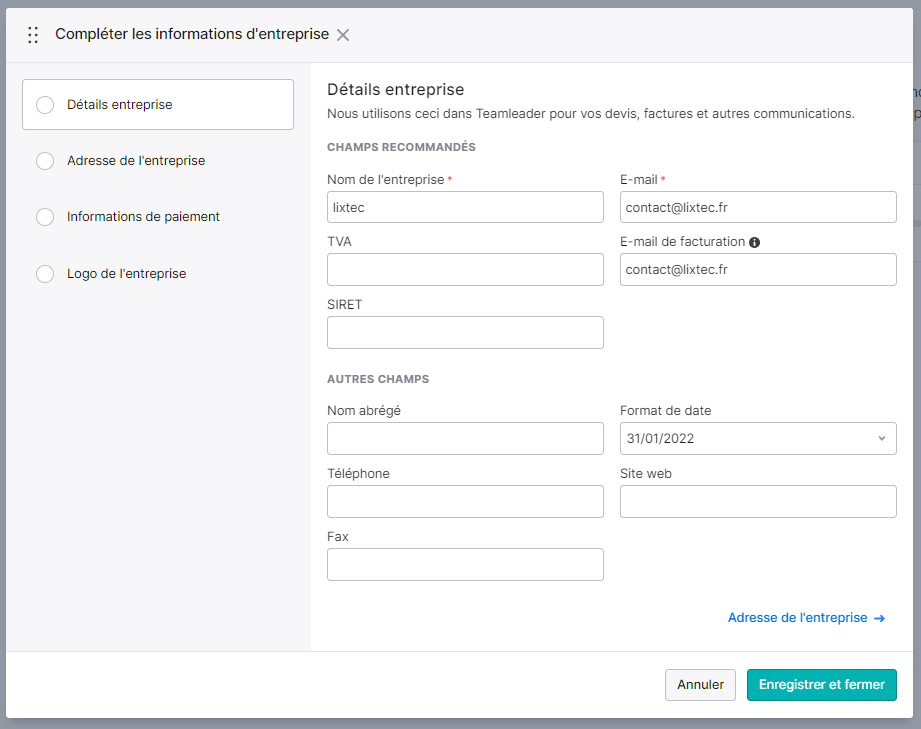 Compléter les informations d'entreprise
Détails entreprise
Adresse de l'entreprise
Informations de paiement
Logo de l'entreprise
Détails entreprise
Nous utilisons ceci dans Teamleader pour vos devis, factures et autres communications.
CHAMPS RECOMMANDÉS
Nom de l'entreprise *
lixtec
E-mail *
contact@lixtec.fr
TVA
E-mail de facturation
contact@lixtec.fr
SIRET
AUTRES CHAMPS
Nom abrégé
Format de date
31/01/2022
Téléphone
Site web
Fax
Adresse de l'entreprise →
Annuler
Enregistrer et fermer